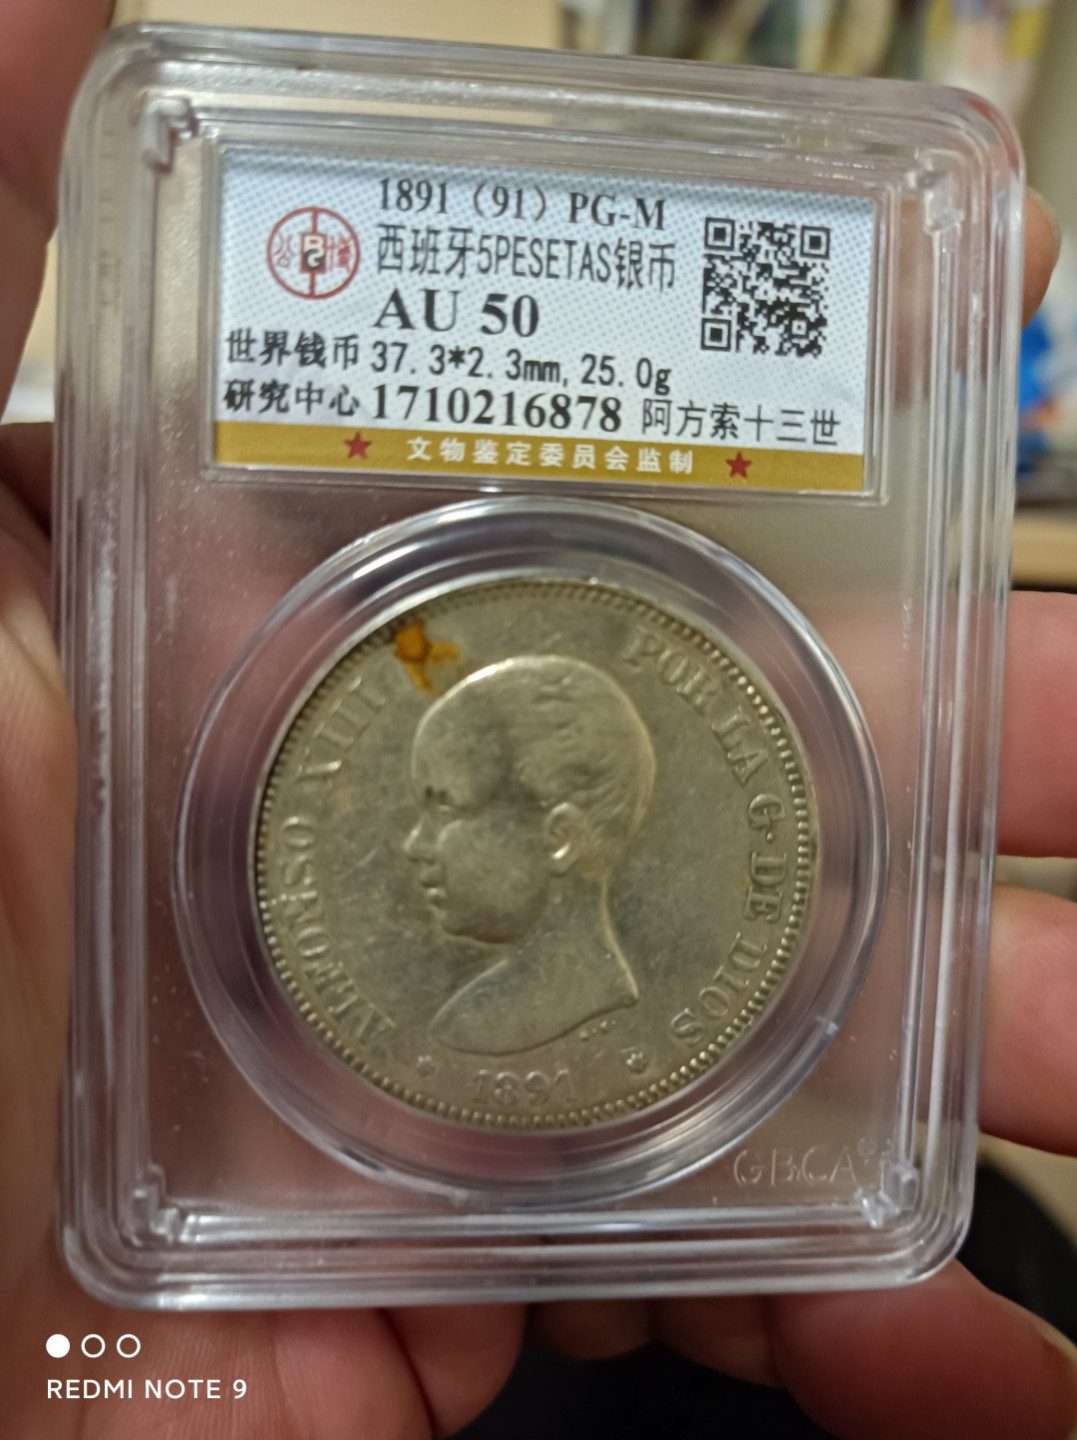 1891（91）PG-M
西班牙5PESETAS银币
AU 50
世界钱币 37.3*2.3mm,25.0g
研究中心 1710216878 阿方索十三世
★ 文物鉴定委员会监制 ★
公 博
ALFONSO XIII POR LA G. DE DIOS
* 1891 *
GBCA®
REDMI NOTE 9